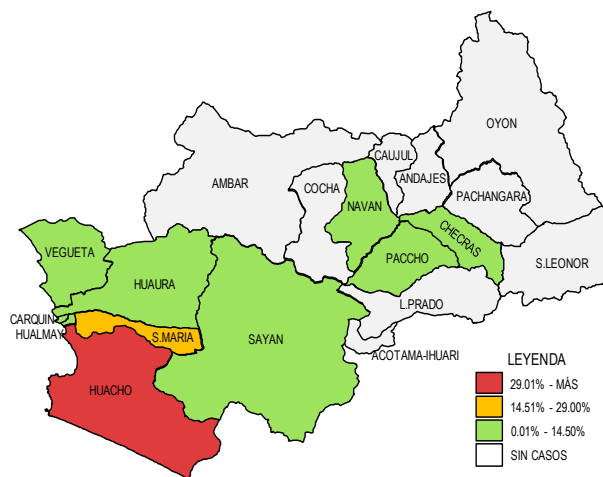 OYON
CAUJUL
ANDAJES
AMBAR
COCHA
NAVAN
PACHANGARA
CHECRAS
VEGUETA
PACCHO
S.LEONOR
HUAURA
L.PRADO
CARQUIN
HUALMAY
S.MARIA
SAYAN
ACOTAMA-IHUARI
HUACHO
LEYENDA
29.01% - MÁS
14.51% - 29.00%
0.01% - 14.50%
SIN CASOS